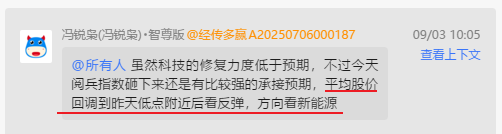 冯锐枭(冯锐枭)·智尊版@经传多赢A20250706000187
09/03 10:05
查看上下文
@所有人 虽然科技的修复力度低于预期，不过今天
阅兵指数砸下来还是有比较强的承接预期，平均股价
回调到昨天低点附近后看反弹，方向看新能源